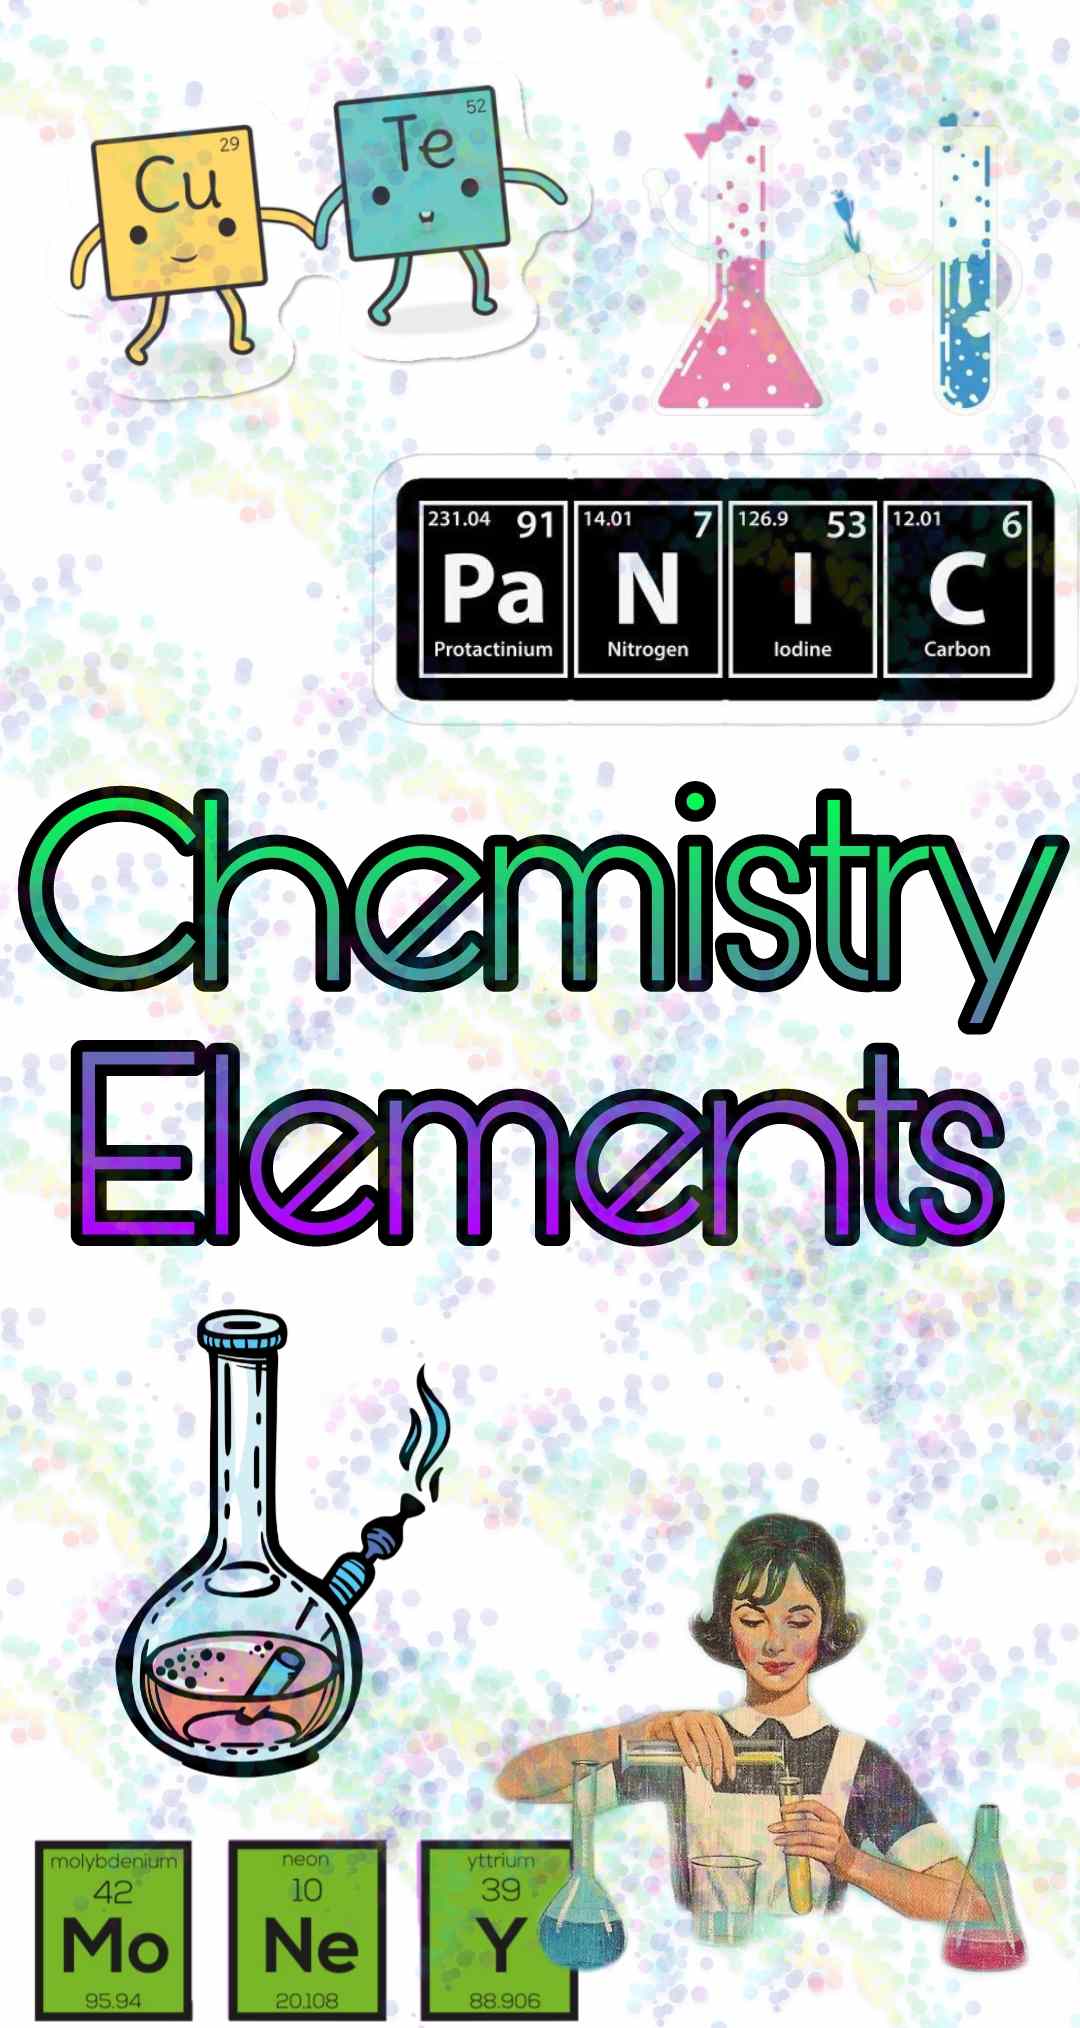 29
Cu
52
Te
231.04 91
Pa
Protactinium
14.01 7
N
Nitrogen
126.9 53
I
Iodine
12.01 6
C
Carbon
Chemistry
Elements
molybdenium
42
Mo
95.94
neon
10
Ne
20.108
yttrium
39
Y
88.906